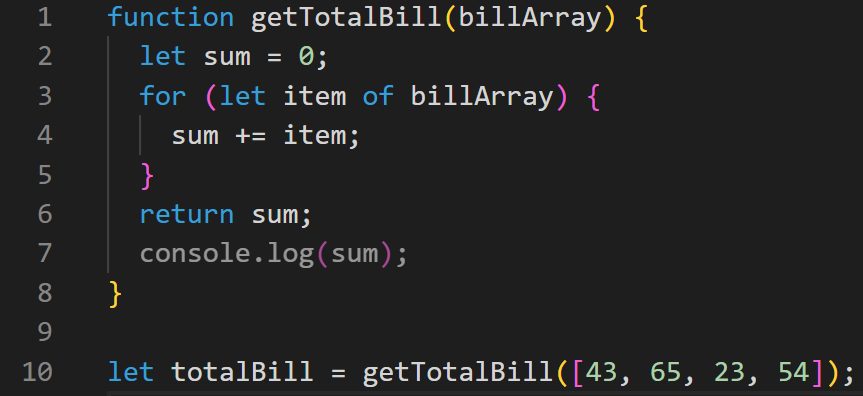 1 function getTotalBill(billArray) {
2   let sum = 0;
3   for (let item of billArray) {
4     sum += item;
5   }
6   return sum;
7   console.log(sum);
8 }
9
10 let totalBill = getTotalBill([43, 65, 23, 54]);